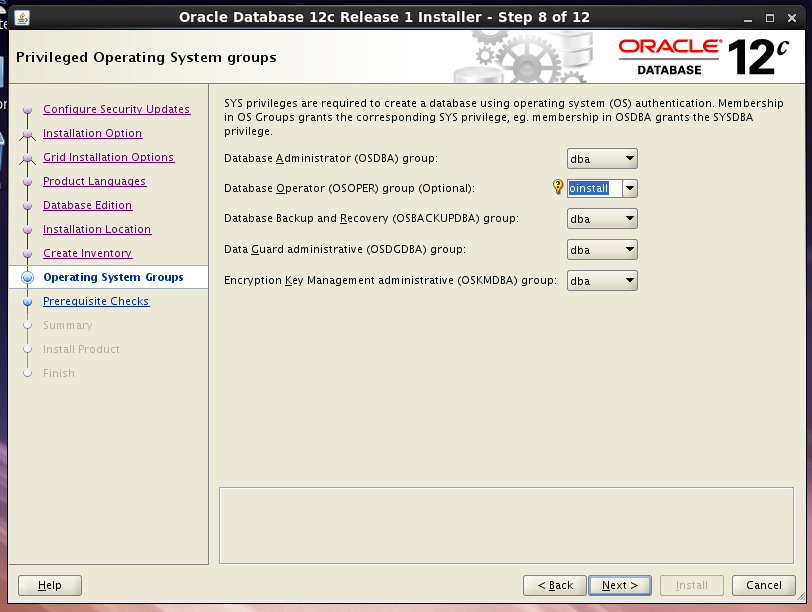 Oracle Database 12c Release 1 Installer - Step 8 of 12
Privileged Operating System groups
ORACLE
DATABASE
12c
Configure Security Updates
Installation Option
Grid Installation Options
Product Languages
Database Edition
Installation Location
Create Inventory
Operating System Groups
Prerequisite Checks
Summary
Install Product
Finish
SYS privileges are required to create a database using operating system (OS) authentication. Membership
in OS Groups grants the corresponding SYS privilege, eg. membership in OSDBA grants the SYSDBA
privilege.
Database Administrator (OSDBA) group: dba
Database Operator (OSOPER) group (Optional): oinstall
Database Backup and Recovery (OSBACKUPDBA) group: dba
Data Guard administrative (OSDGDBA) group: dba
Encryption Key Management administrative (OSKMDBA) group: dba
Help
< Back
Next >
Install
Cancel